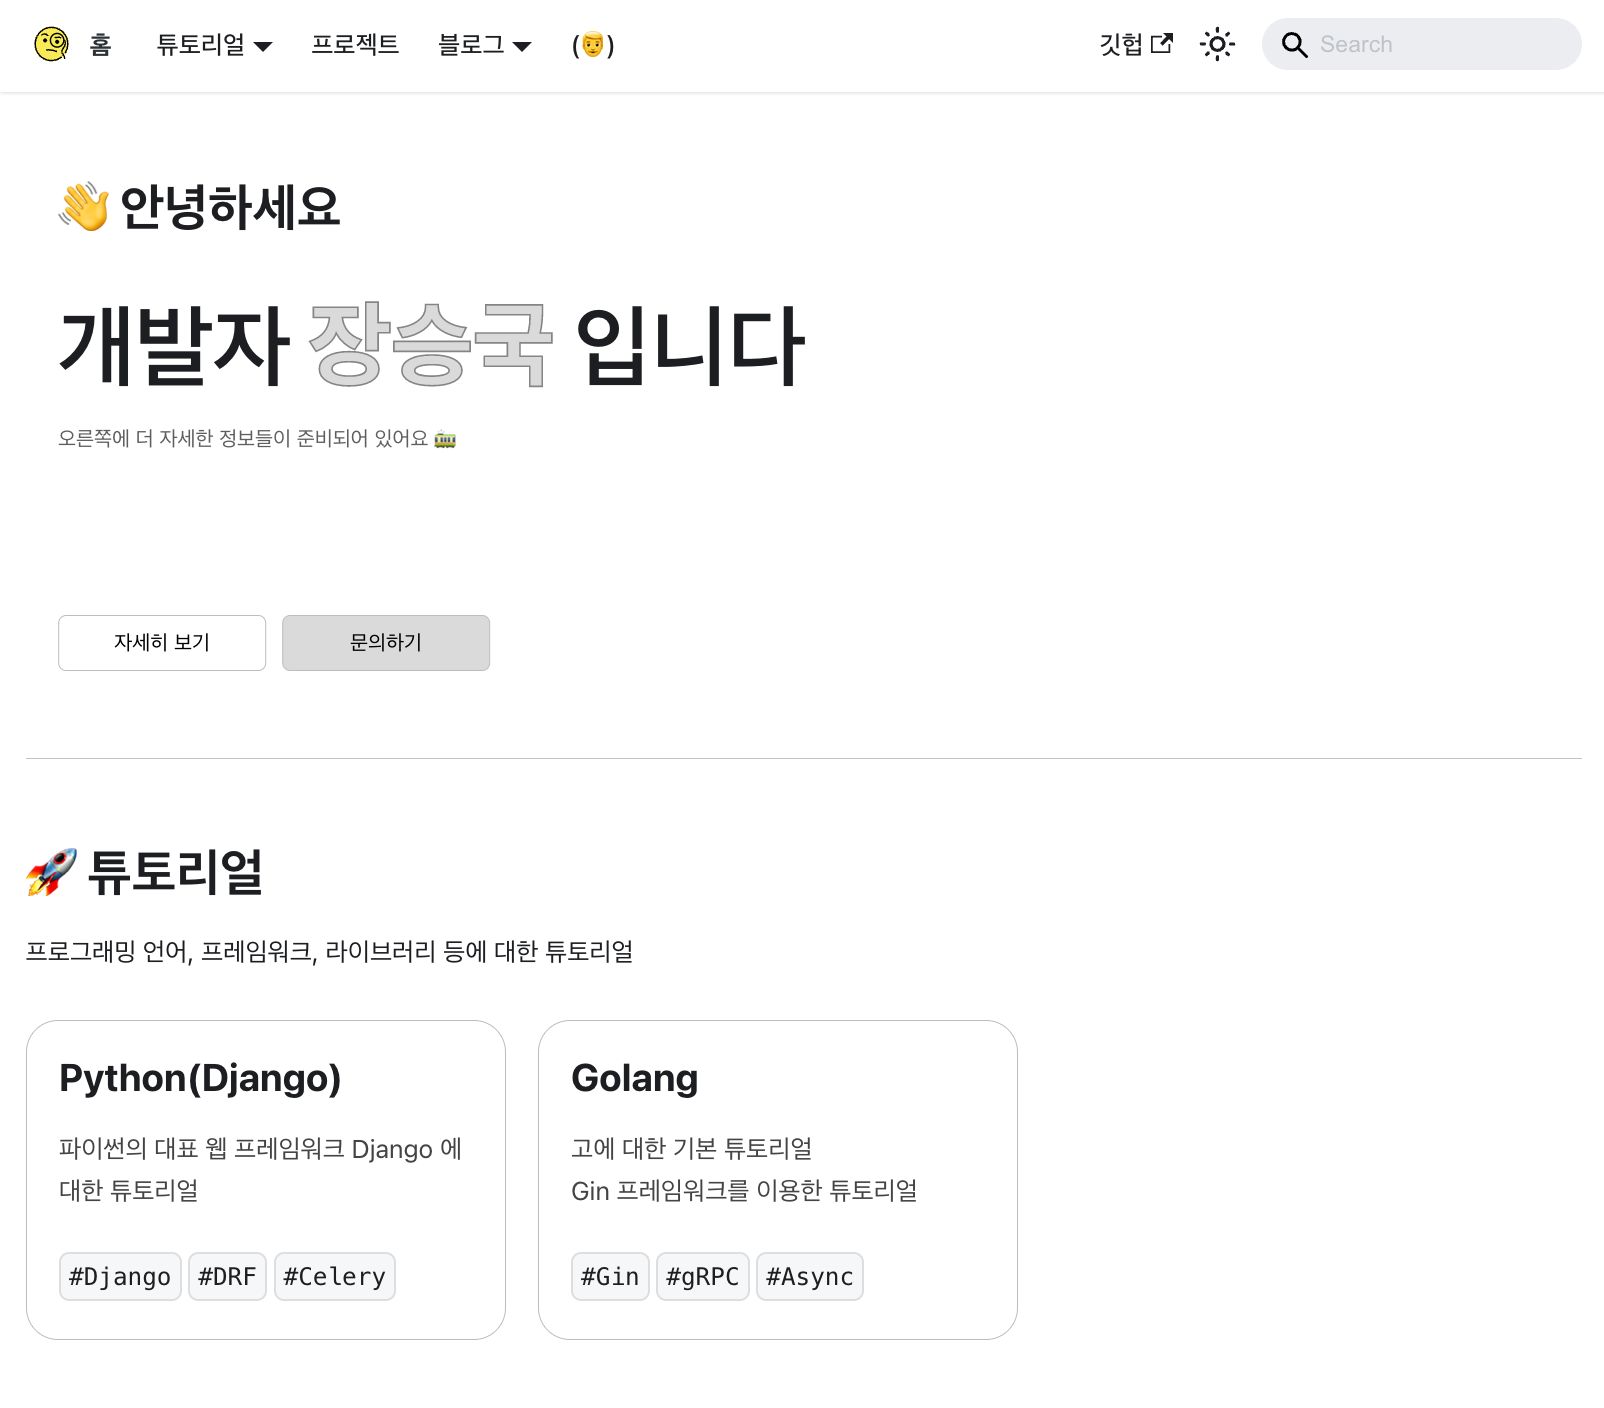 홈 튜토리얼 프로젝트 블로그 (👨) 깃헙 Search
👋 안녕하세요
개발자 장승국 입니다
오른쪽에 더 자세한 정보들이 준비되어 있어요 🚃
자세히 보기 문의하기
🚀 튜토리얼
프로그래밍 언어, 프레임워크, 라이브러리 등에 대한 튜토리얼
Python(Django)
파이썬의 대표 웹 프레임워크 Django 에
대한 튜토리얼
#Django #DRF #Celery
Golang
고에 대한 기본 튜토리얼
Gin 프레임워크를 이용한 튜토리얼
#Gin #gRPC #Async